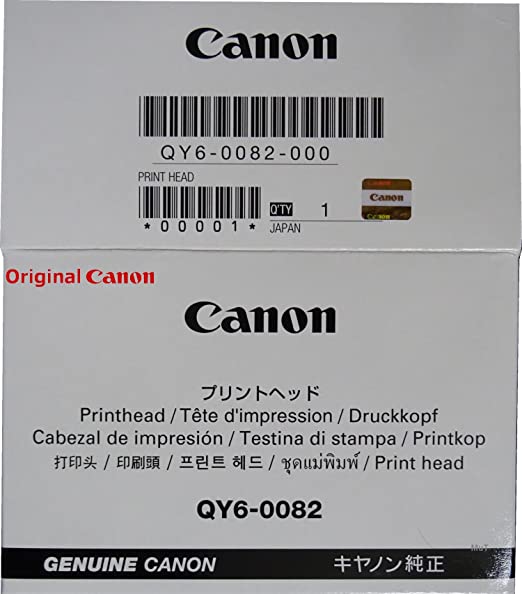 Canon
QY6-0082-000
PRINT HEAD
*00001*
Q'TY 1
JAPAN
Canon
Canon
Canon
Original Canon
Canon
プリントヘッド
Printhead / Tête d'impression / Druckkopf
Cabezal de impresión / Testina di stampa / Printkop
打印头 / 印刷頭 / 프린트 헤드 / ชุดแม่พิมพ์ / Print head
QY6-0082
MuT
GENUINE CANON キヤノン純正